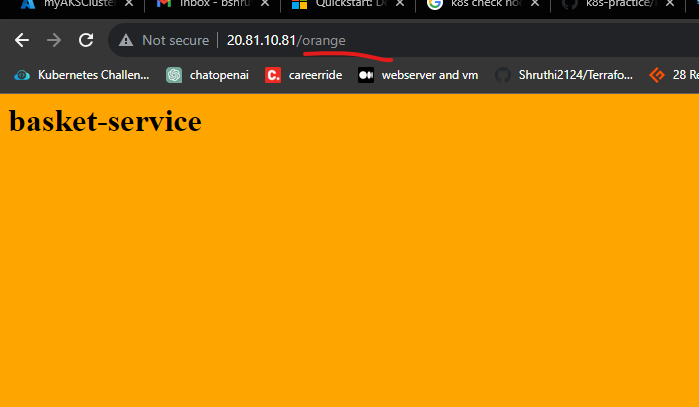 myAKSCluste
Inbox - bshru
Quickstart: De
k8s check no
k8s-practice/
Not secure | 20.81.10.81/orange
Kubernetes Challen... chatopenai C. careerride webserver and vm Shruthi2124/Terrafo... 28 Re
basket-service